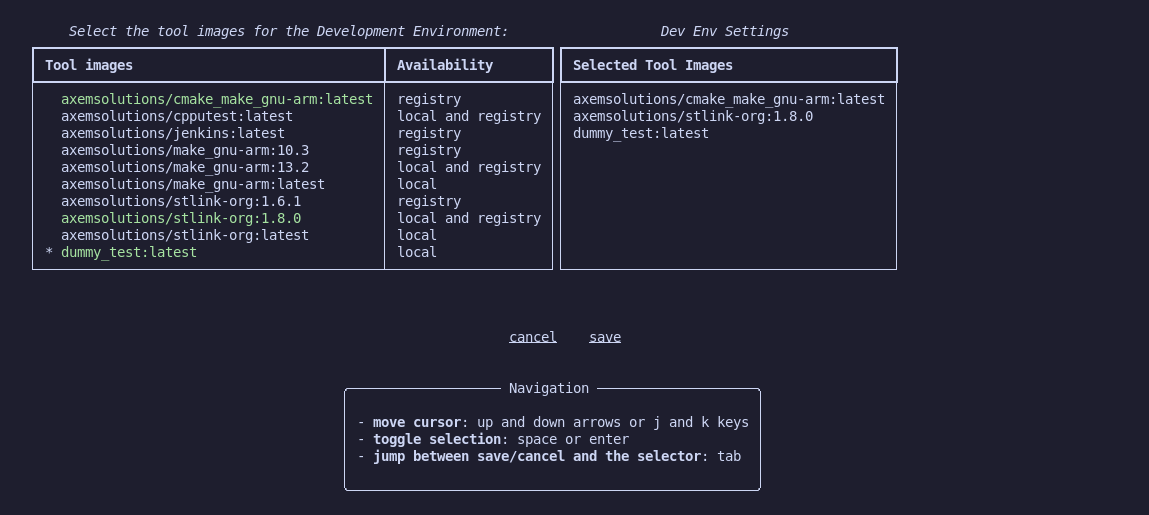 Select the tool images for the Development Environment: Dev Env Settings
Tool images Availability Selected Tool Images
axemsolutions/cmake_make_gnu-arm:latest registry axemsolutions/cmake_make_gnu-arm:latest
axemsolutions/cpputest:latest local and registry axemsolutions/stlink-org:1.8.0
axemsolutions/jenkins:latest registry dummy_test:latest
axemsolutions/make_gnu-arm:10.3 registry
axemsolutions/make_gnu-arm:13.2 local and registry
axemsolutions/make_gnu-arm:latest local
axemsolutions/stlink-org:1.6.1 registry
axemsolutions/stlink-org:1.8.0 local and registry
axemsolutions/stlink-org:latest local
* dummy_test:latest local
cancel save
Navigation
- move cursor: up and down arrows or j and k keys
- toggle selection: space or enter
- jump between save/cancel and the selector: tab